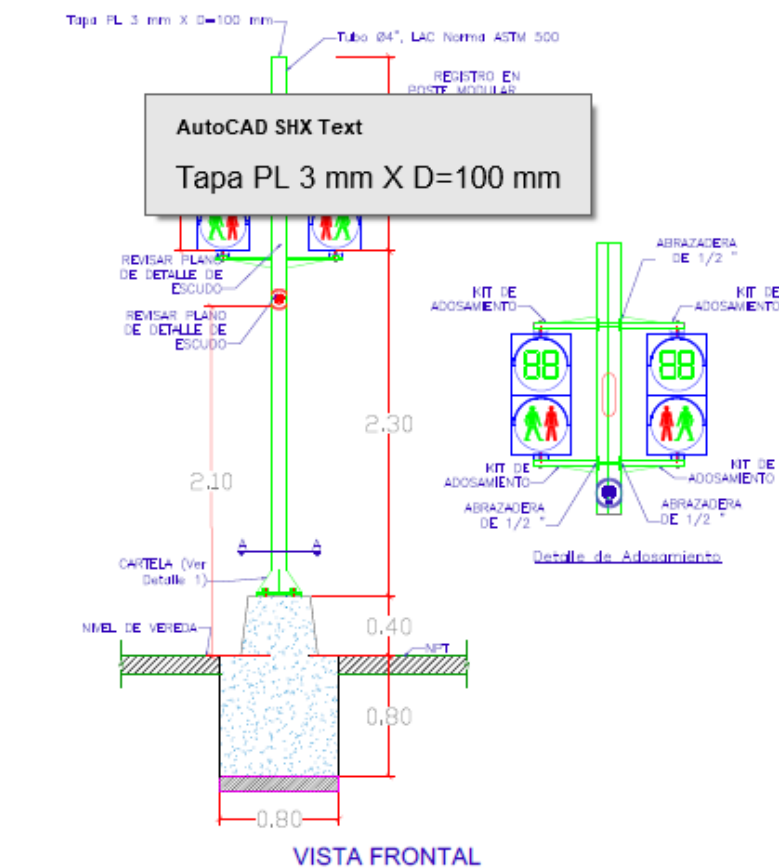 Tapa PL 3 mm X D=100 mm
Tubo Ø4", LAC Norma ASTM 500
REGISTRO EN
POSTE MODULAR
AutoCAD SHX Text
Tapa PL 3 mm X D=100 mm
REVISAR PLANO
DE DETALLE DE
ESCUDO
REVISAR PLANO
DE DETALLE DE
ESCUDO
2.30
2.10
CARTELA (Ver
Detalle 1)
A
A
NIVEL DE VEREDA
0.40
NPT
0.80
0.80
VISTA FRONTAL
ABRAZADERA
DE 1/2 "
KIT DE
ADOSAMIENTO
KIT DE
ADOSAMIENTO
88
88
KIT DE
ADOSAMIENTO
KIT DE
ADOSAMIENTO
ABRAZADERA
DE 1/2 "
ABRAZADERA
DE 1/2 "
Detalle de Adosamiento